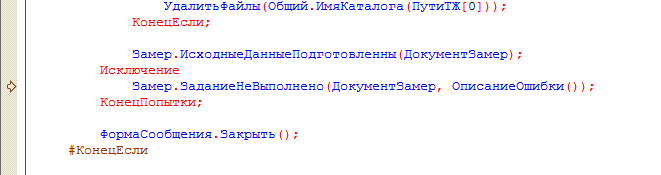 УдалитьФайлы(Общий.ИмяКаталога(ПутиТЖ[0]));
КонецЕсли;
Замер.ИсходныеДанныеПодготовленны(ДокументЗамер);
Исключение
Замер.ЗаданиеНеВыполнено(ДокументЗамер, ОписаниеОшибки());
КонецПопытки;
ФормаСообщения.Закрыть();
#КонецЕсли